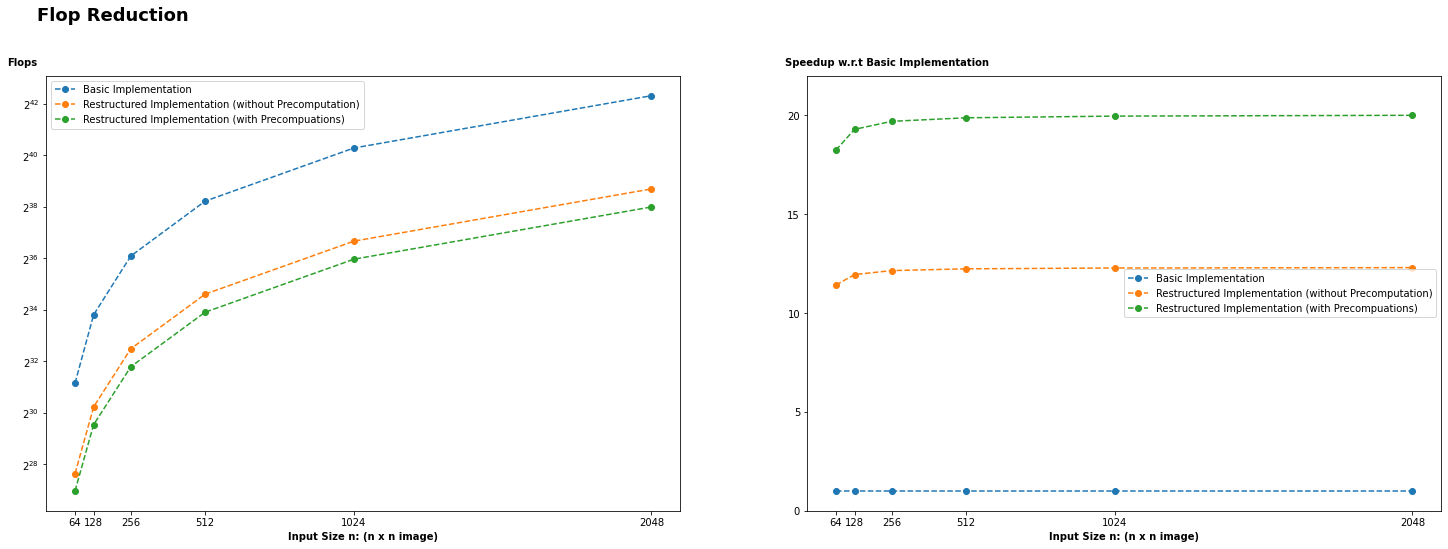 Flop Reduction
Flops
Basic Implementation
Restructured Implementation (without Precomputation)
Restructured Implementation (with Precompuations)
2^42
2^40
2^38
2^36
2^34
2^32
2^30
2^28
64 128 256 512 1024 2048
Input Size n: (n x n image)
Speedup w.r.t Basic Implementation
20
15
10
5
0
Basic Implementation
Restructured Implementation (without Precomputation)
Restructured Implementation (with Precompuations)
64 128 256 512 1024 2048
Input Size n: (n x n image)